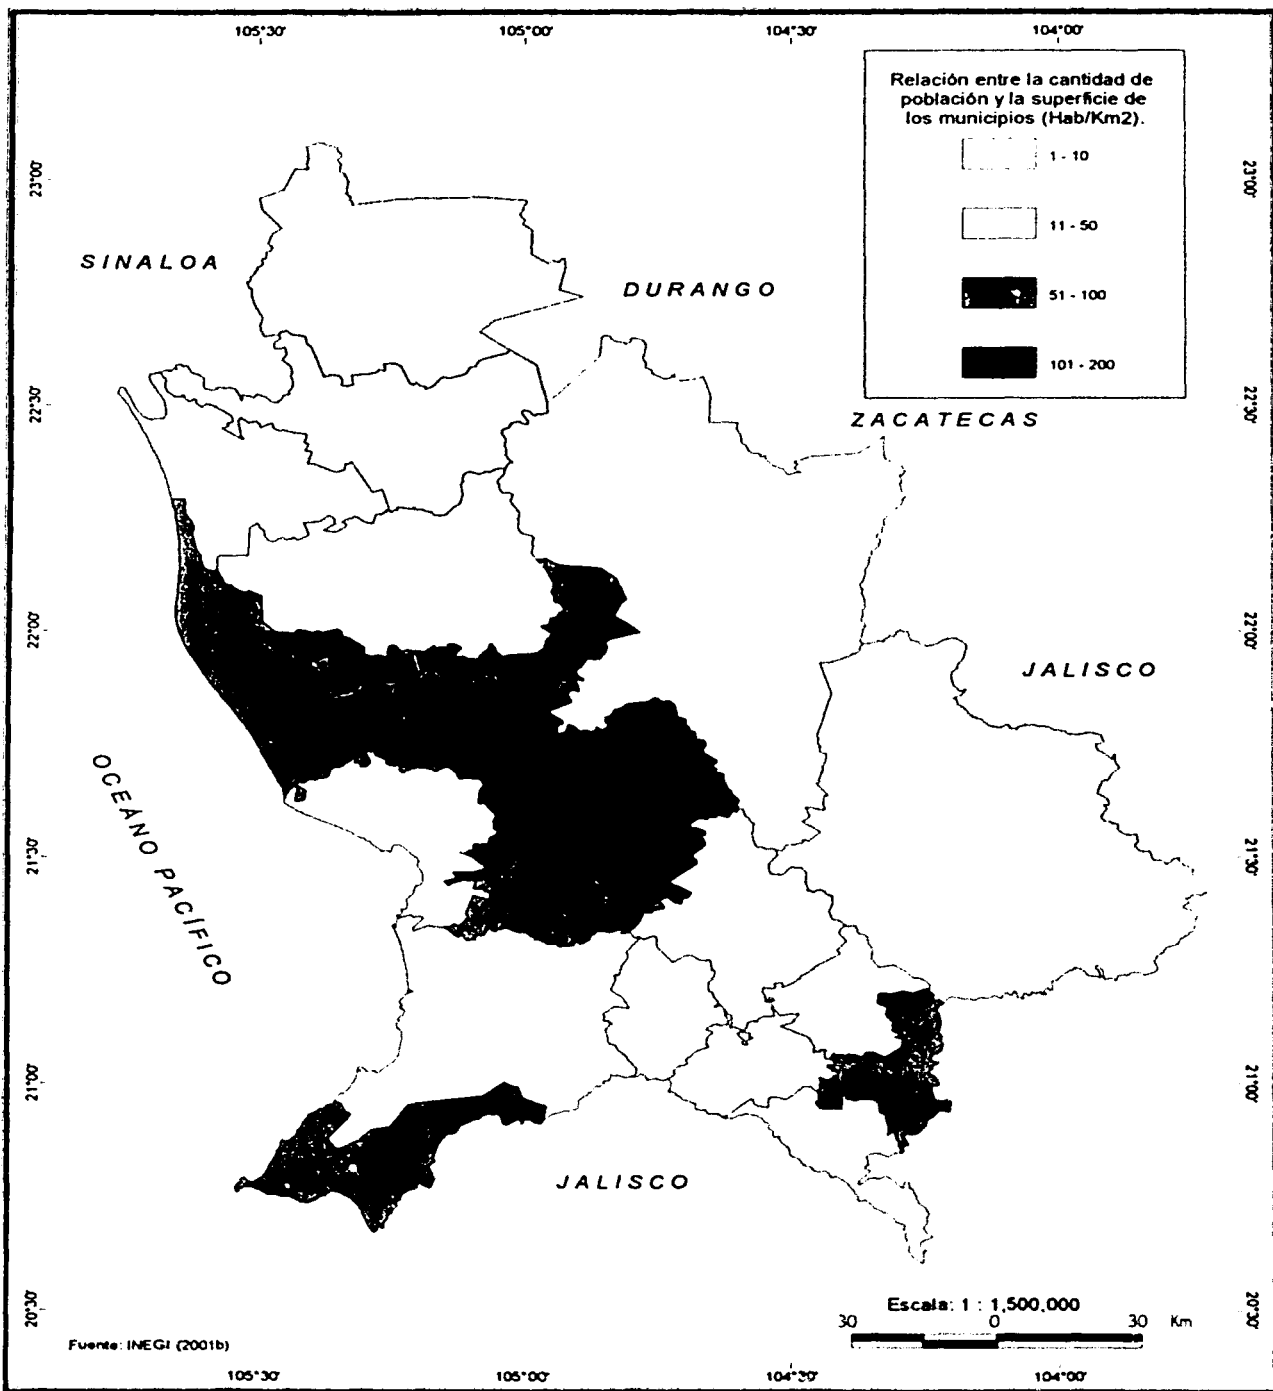 105°30'
105°00'
104°30'
104°00'
Relación entre la cantidad de
población y la superficie de
los municipios (Hab/Km2).
1 - 10
11 - 50
51 - 100
101 - 200
23°00'
23°00'
SINALOA
DURANGO
22°30'
22°30'
ZACATECAS
22°00'
22°00'
JALISCO
OCEÁNO PACÍFICO
21°30'
21°30'
21°00'
21°00'
JALISCO
20°30'
20°30'
Escala: 1 : 1,500,000
30 0 30 Km
Fuente: INEGI (2001b)
105°30'
105°00'
104°30'
104°00'